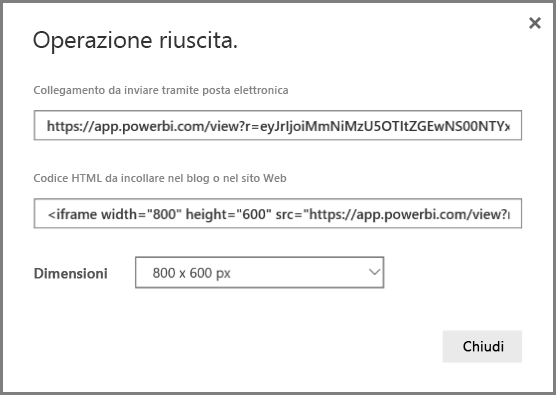 Operazione riuscita.
Collegamento da inviare tramite posta elettronica
https://app.powerbi.com/view?r=eyJrIjoiMmNiMzU5OTItZGEwNS00NTYx
Codice HTML da incollare nel blog o nel sito Web
<iframe width="800" height="600" src="https://app.powerbi.com/view?r
Dimensioni
800 x 600 px
Chiudi